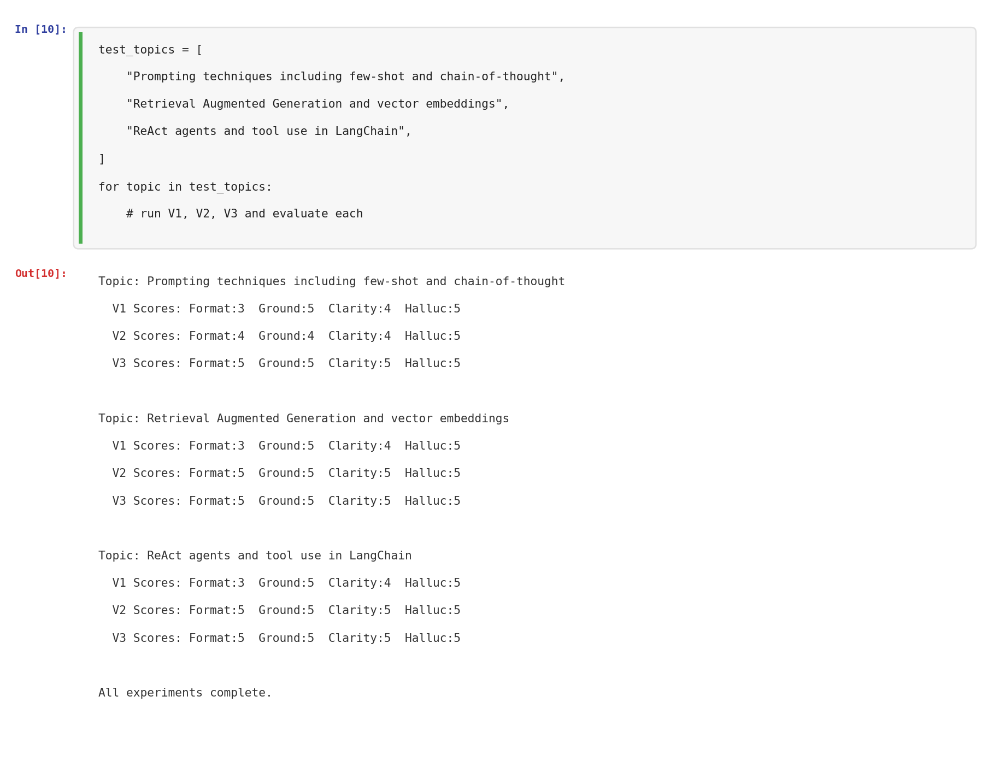 In [10]:
test_topics = [
    "Prompting techniques including few-shot and chain-of-thought",
    "Retrieval Augmented Generation and vector embeddings",
    "ReAct agents and tool use in LangChain",
]
for topic in test_topics:
    # run V1, V2, V3 and evaluate each
Out[10]:
Topic: Prompting techniques including few-shot and chain-of-thought
  V1 Scores: Format:3  Ground:5  Clarity:4  Halluc:5
  V2 Scores: Format:4  Ground:4  Clarity:4  Halluc:5
  V3 Scores: Format:5  Ground:5  Clarity:5  Halluc:5
Topic: Retrieval Augmented Generation and vector embeddings
  V1 Scores: Format:3  Ground:5  Clarity:4  Halluc:5
  V2 Scores: Format:5  Ground:5  Clarity:5  Halluc:5
  V3 Scores: Format:5  Ground:5  Clarity:5  Halluc:5
Topic: ReAct agents and tool use in LangChain
  V1 Scores: Format:3  Ground:5  Clarity:4  Halluc:5
  V2 Scores: Format:5  Ground:5  Clarity:5  Halluc:5
  V3 Scores: Format:5  Ground:5  Clarity:5  Halluc:5
All experiments complete.